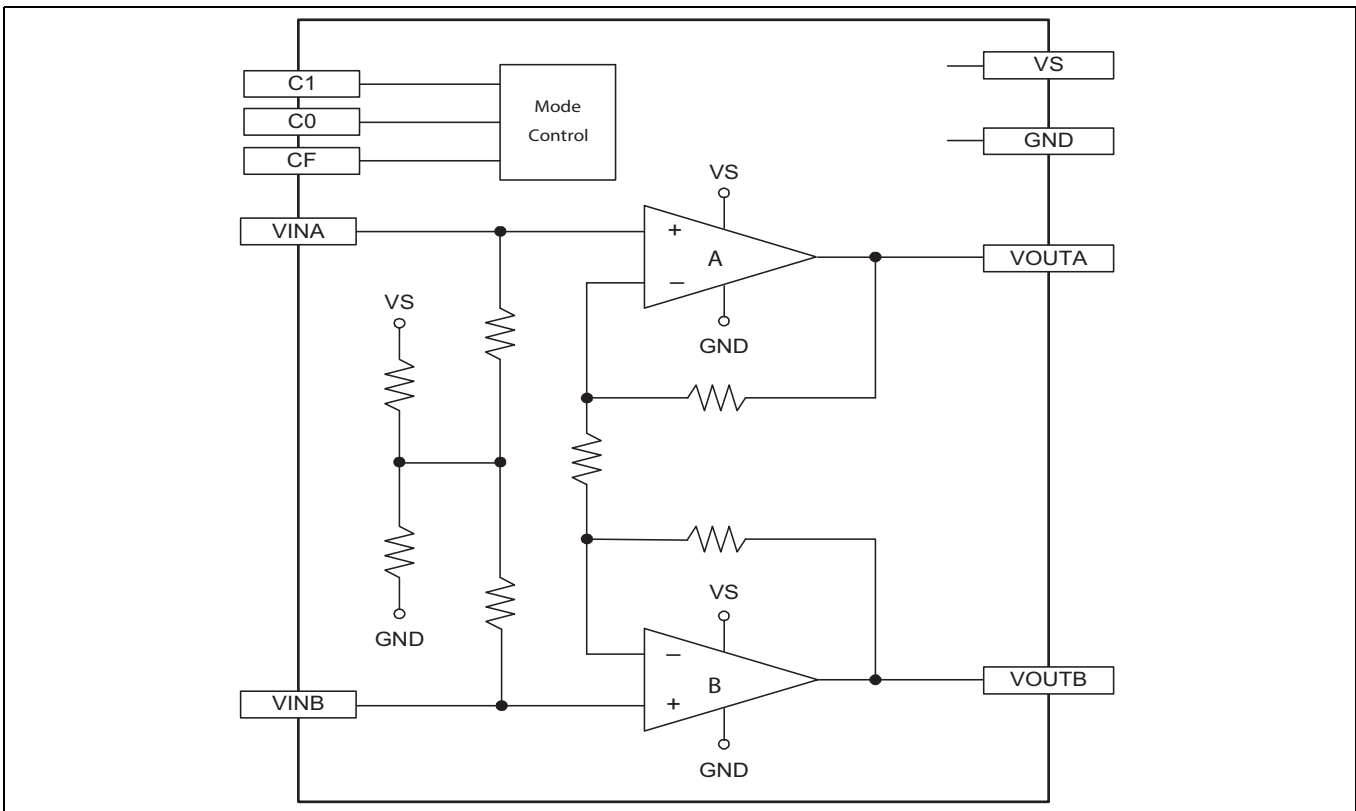 C1
C0
CF
Mode
Control
VS
GND
VINA
VS
+
A
−
GND
VOUTA
VS
GND
VS
−
B
+
GND
VINB
VOUTB